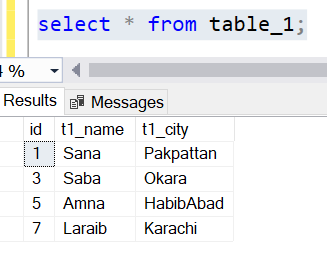 select * from table_1;
%
Results Messages
id t1_name t1_city
1 Sana Pakpattan
3 Saba Okara
5 Amna HabibAbad
7 Laraib Karachi